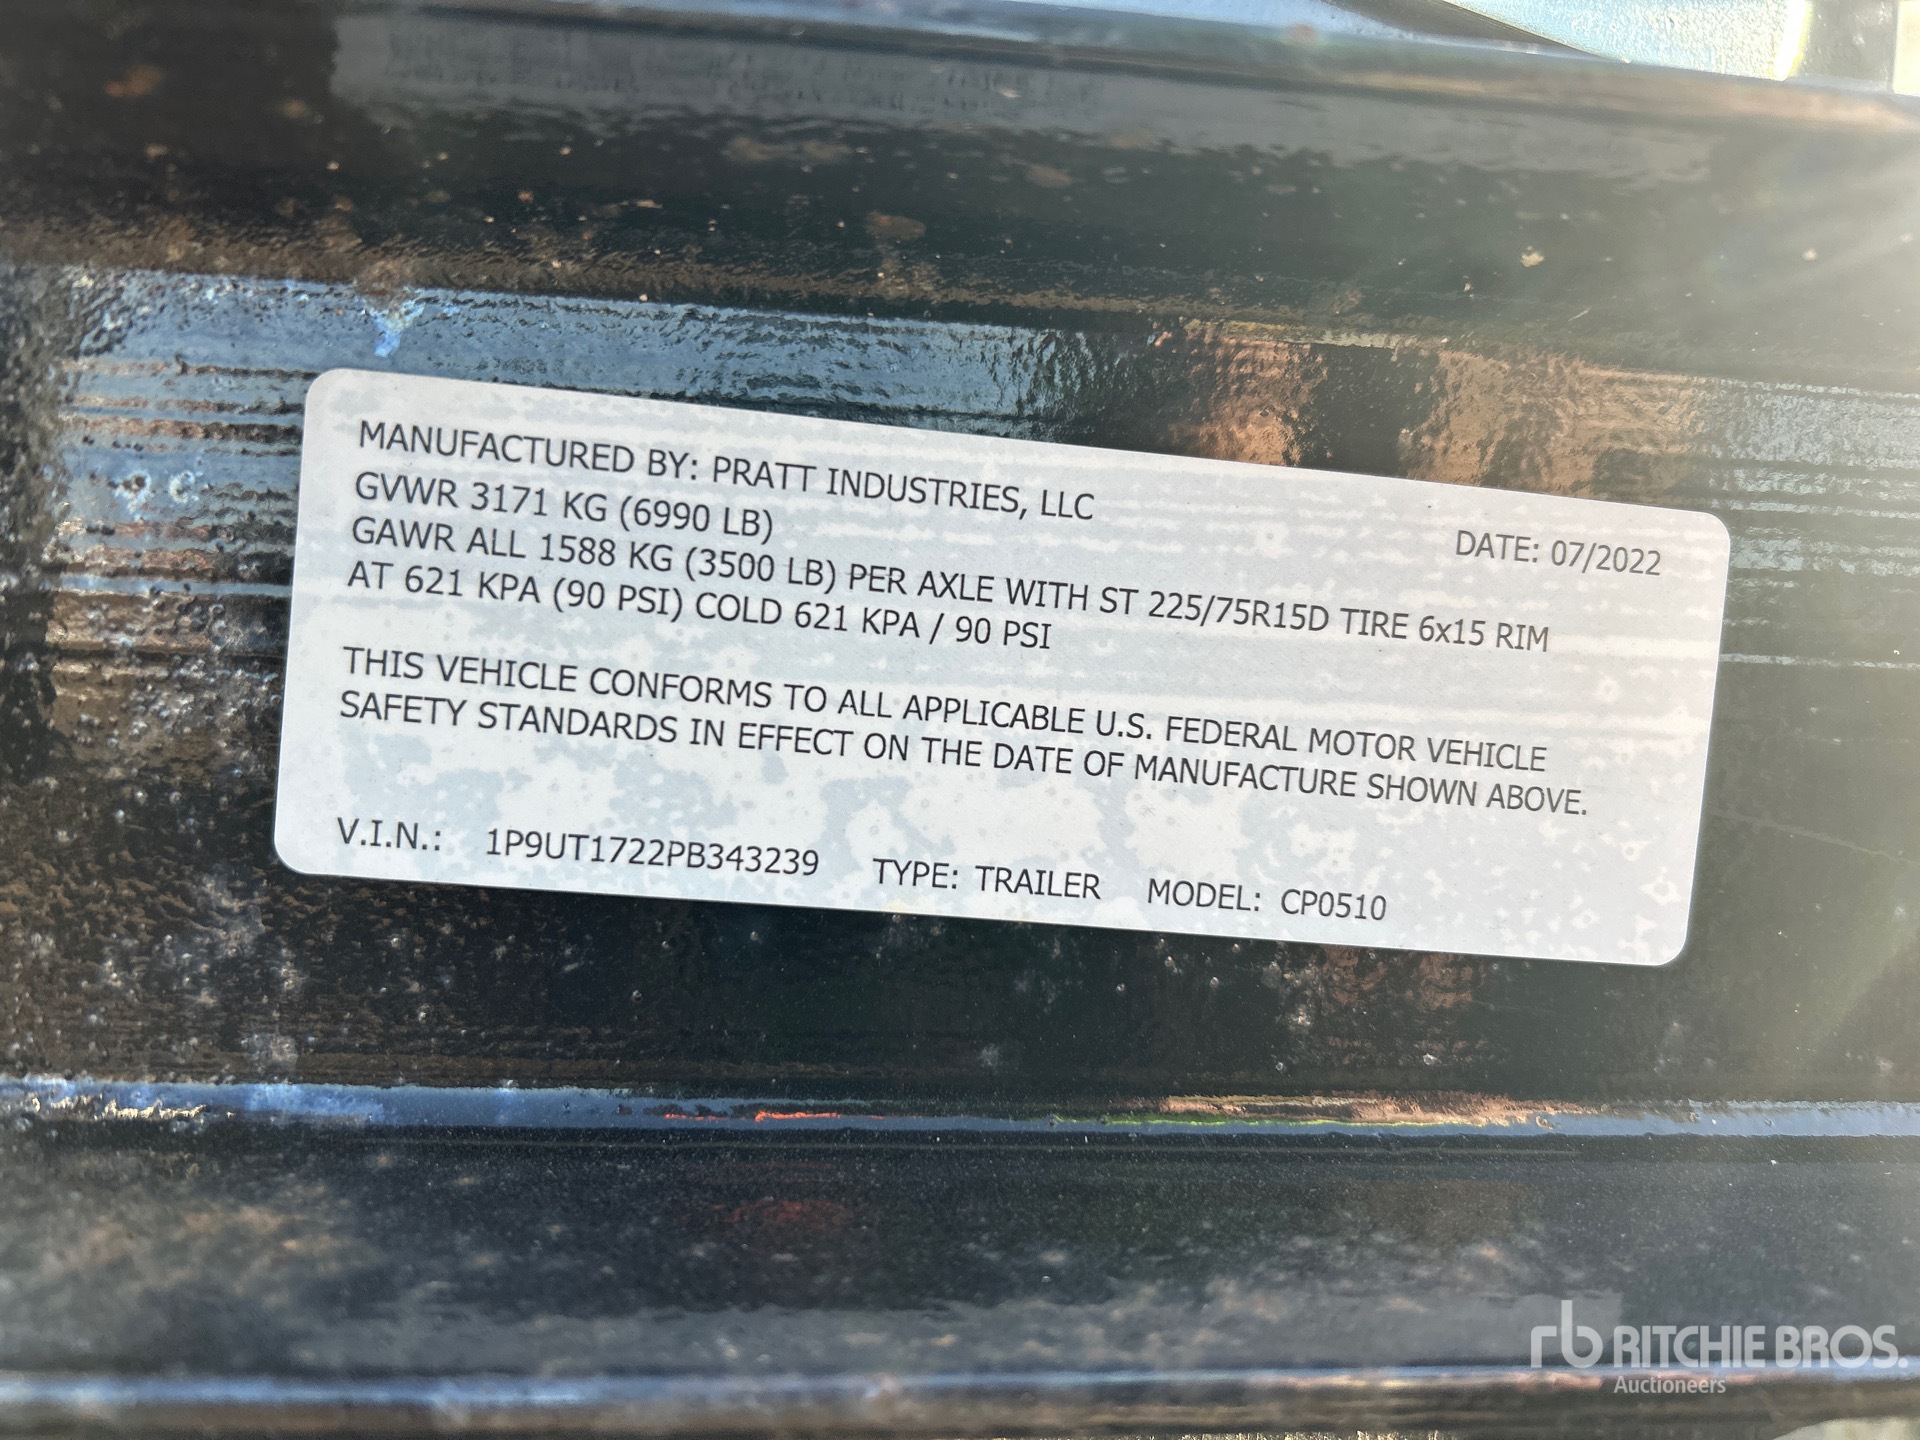 MANUFACTURED BY: PRATT INDUSTRIES, LLC
DATE: 07/2022
GVWR 3171 KG (6990 LB)
GAWR ALL 1588 KG (3500 LB) PER AXLE WITH ST 225/75R15D TIRE 6x15 RIM
AT 621 KPA (90 PSI) COLD 621 KPA / 90 PSI
THIS VEHICLE CONFORMS TO ALL APPLICABLE U.S. FEDERAL MOTOR VEHICLE
SAFETY STANDARDS IN EFFECT ON THE DATE OF MANUFACTURE SHOWN ABOVE.
V.I.N.: 1P9UT1722PB343239 TYPE: TRAILER MODEL: CP0510
rb RITCHIE BROS.
Auctioneers